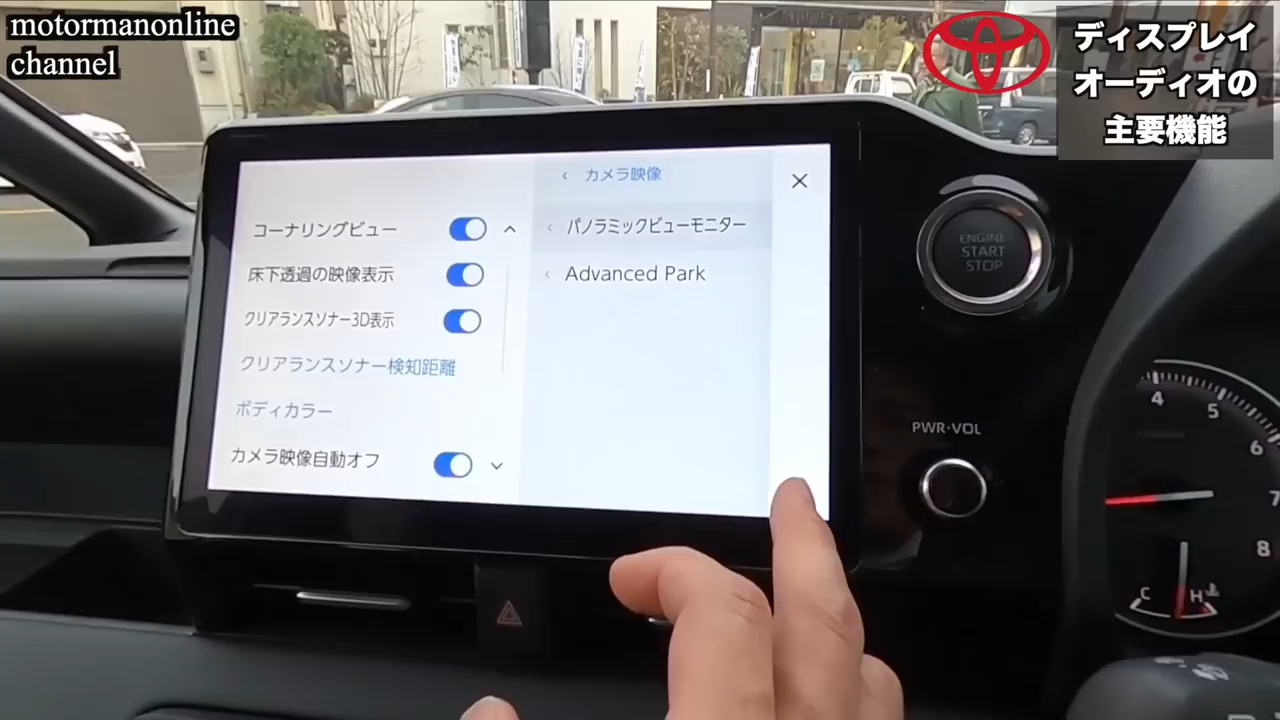 motormanonline
channel
ディスプレイ
オーディオの
主要機能
カメラ映像
パノラミックビューモニター
Advanced Park
コーナリングビュー
床下透過の映像表示
クリアランスソナー3D表示
クリアランスソナー検知距離
ボディカラー
カメラ映像自動オフ
ENGINE
START
STOP
PWR·VOL
4
5
6
7
8
C
H